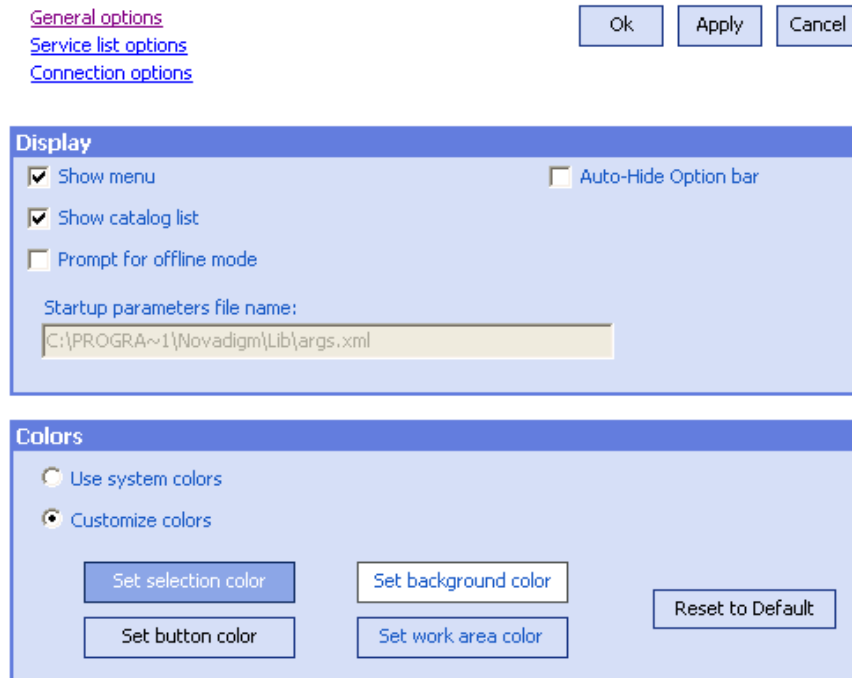 General options
Ok Apply Cancel
Service list options
Connection options
Display
Show menu Auto-Hide Option bar
Show catalog list
Prompt for offline mode
Startup parameters file name:
C:\PROGRA~1\Novadigm\Lib\args.xml
Colors
Use system colors
Customize colors
Set selection color Set background color
Reset to Default
Set button color Set work area color